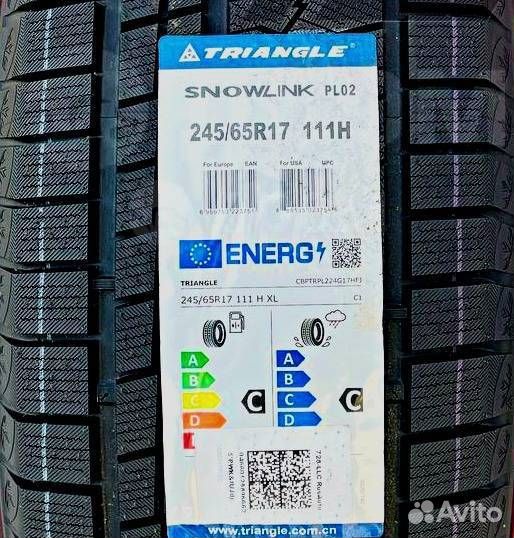 TRIANGLE
SNOWLINK PL02
245/65R17 111H
For Europe EAN For USA UPC
ENERG
TRIANGLE CBPTRPL224G17HFJ
245/65R17 111 H XL C1
A A
B B
C C C C
D D
www.triangle.com.cn
Avito